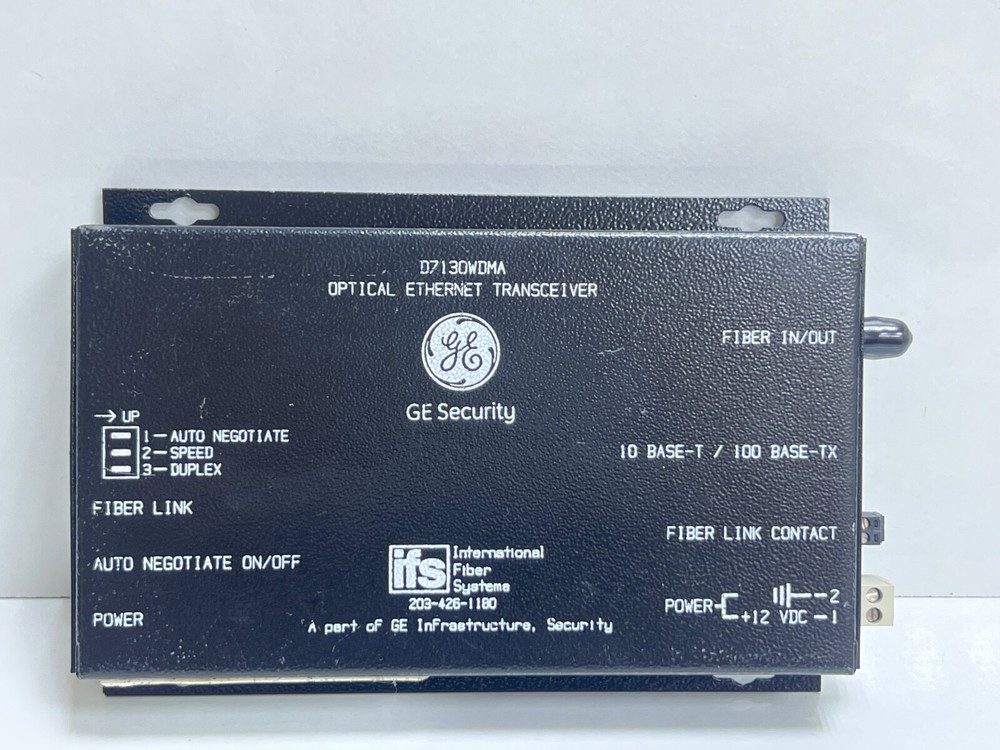 D7130WDMA
OPTICAL ETHERNET TRANSCEIVER
GE
GE Security
FIBER IN/OUT
→ UP
1 — AUTO NEGOTIATE
2 — SPEED
3 — DUPLEX
10 BASE-T / 100 BASE-TX
FIBER LINK
FIBER LINK CONTACT
AUTO NEGOTIATE ON/OFF
ifs International
Fiber
Systems
203-426-1180
A part of GE Infrastructure, Security
POWER
POWER
— 2
+12 VDC — 1